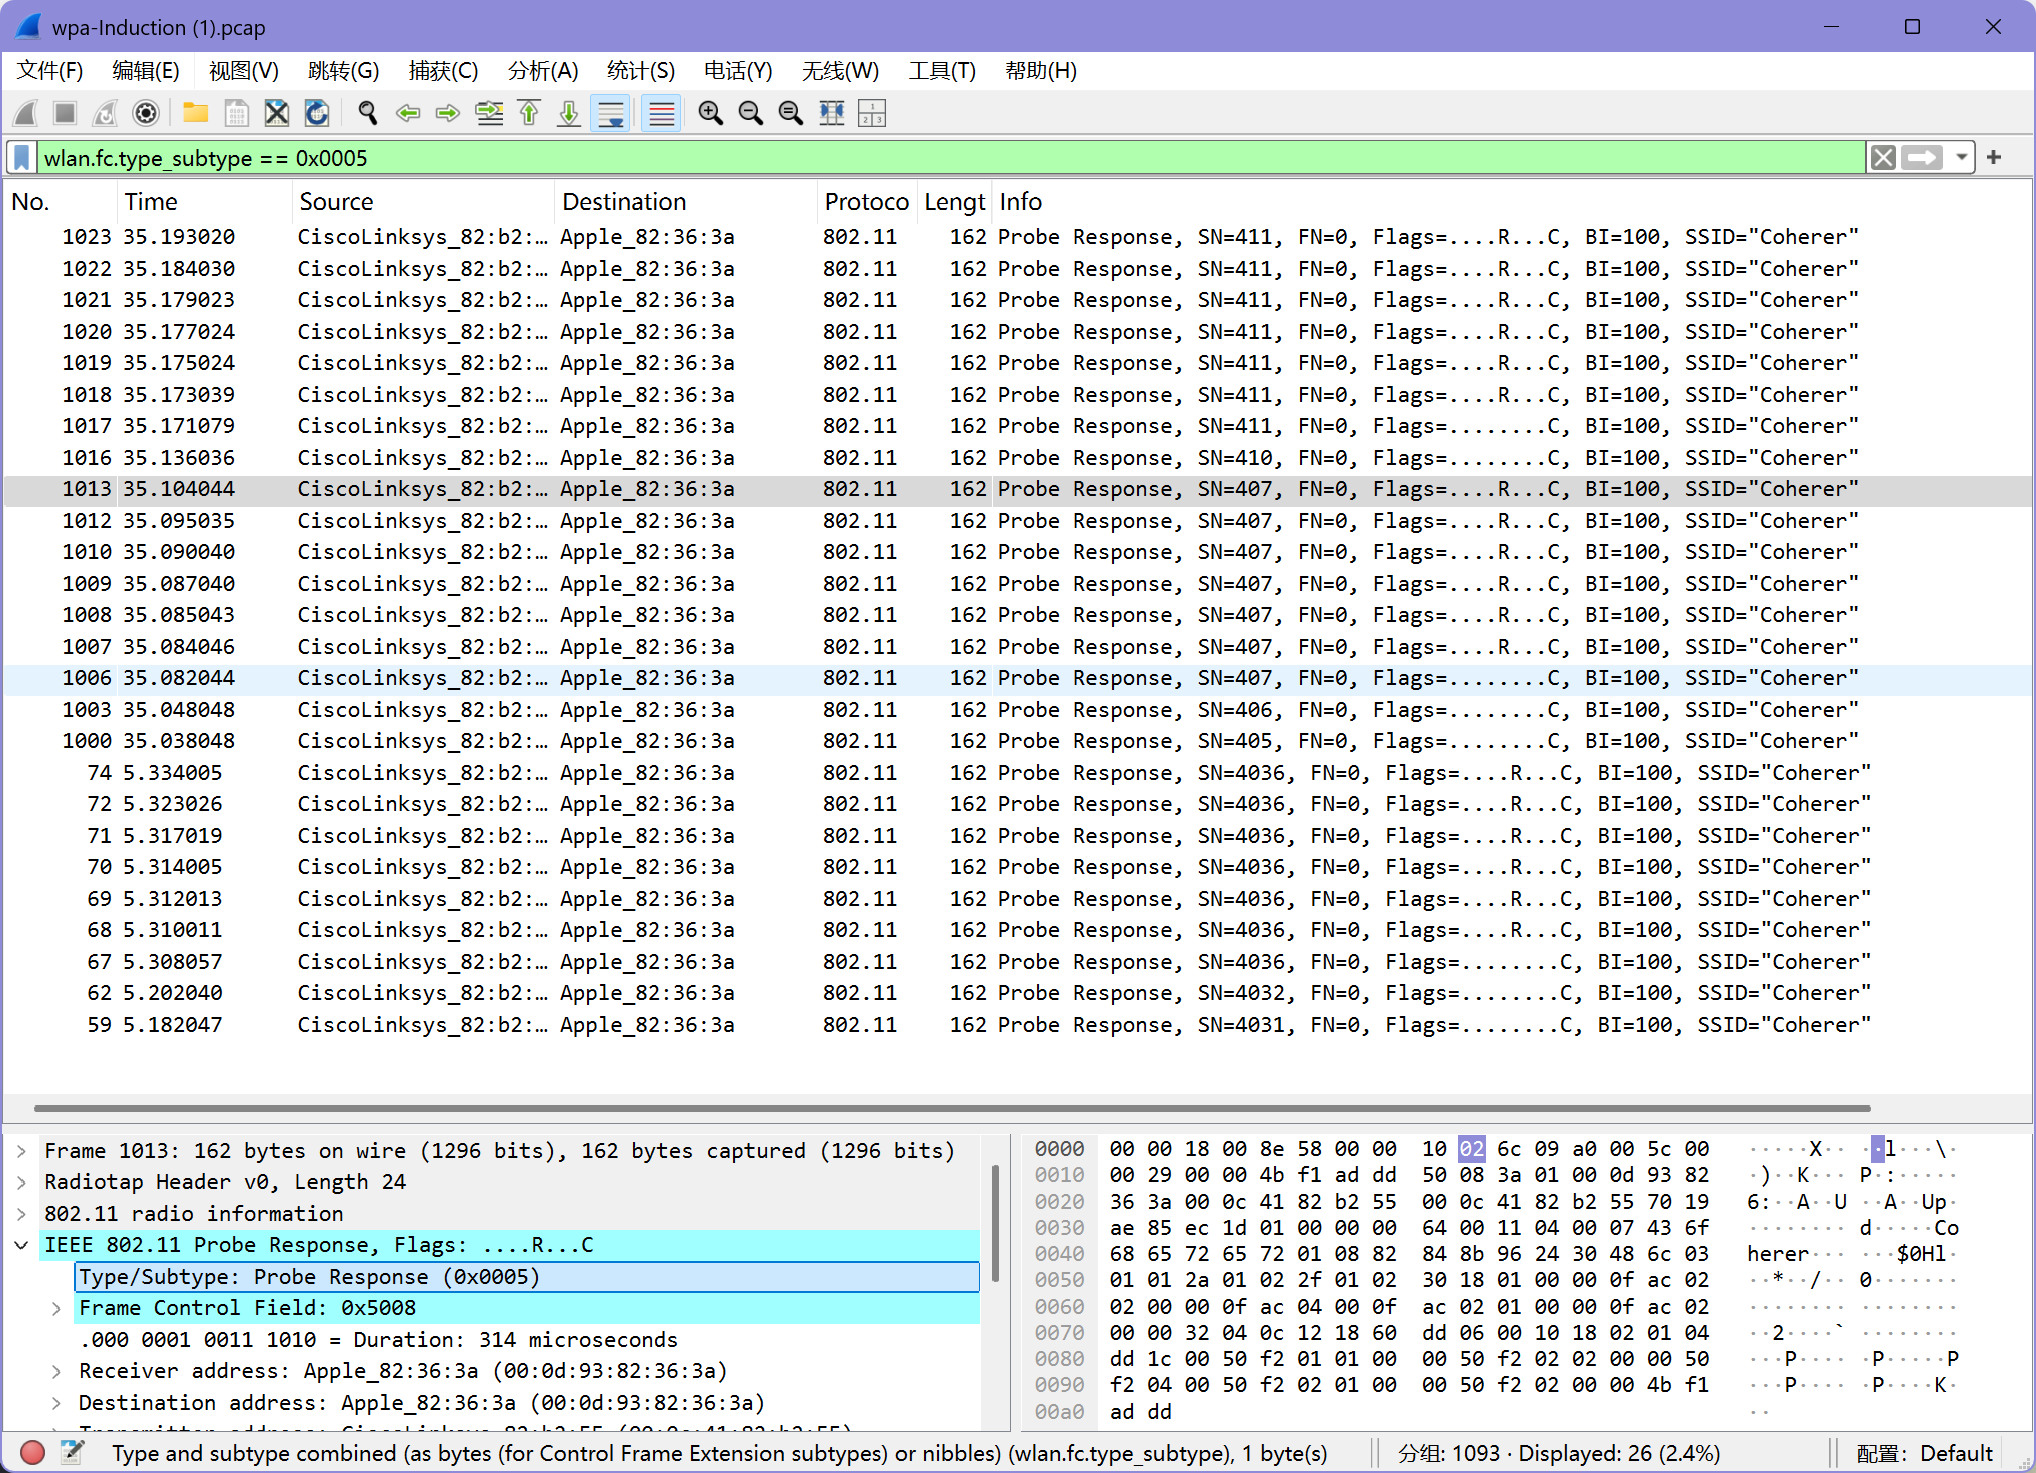 wpa-Induction (1).pcap
文件(F) 编辑(E) 视图(V) 跳转(G) 捕获(C) 分析(A) 统计(S) 电话(Y) 无线(W) 工具(T) 帮助(H)
wlan.fc.type_subtype == 0x0005
No. Time Source Destination Protoco Lengt Info
1023 35.193020 CiscoLinksys_82:b2:… Apple_82:36:3a 802.11 162 Probe Response, SN=411, FN=0, Flags=....R...C, BI=100, SSID="Coherer"
1022 35.184030 CiscoLinksys_82:b2:… Apple_82:36:3a 802.11 162 Probe Response, SN=411, FN=0, Flags=....R...C, BI=100, SSID="Coherer"
1021 35.179023 CiscoLinksys_82:b2:… Apple_82:36:3a 802.11 162 Probe Response, SN=411, FN=0, Flags=....R...C, BI=100, SSID="Coherer"
1020 35.177024 CiscoLinksys_82:b2:… Apple_82:36:3a 802.11 162 Probe Response, SN=411, FN=0, Flags=....R...C, BI=100, SSID="Coherer"
1019 35.175024 CiscoLinksys_82:b2:… Apple_82:36:3a 802.11 162 Probe Response, SN=411, FN=0, Flags=....R...C, BI=100, SSID="Coherer"
1018 35.173039 CiscoLinksys_82:b2:… Apple_82:36:3a 802.11 162 Probe Response, SN=411, FN=0, Flags=....R...C, BI=100, SSID="Coherer"
1017 35.171079 CiscoLinksys_82:b2:… Apple_82:36:3a 802.11 162 Probe Response, SN=411, FN=0, Flags=........C, BI=100, SSID="Coherer"
1016 35.136036 CiscoLinksys_82:b2:… Apple_82:36:3a 802.11 162 Probe Response, SN=410, FN=0, Flags=........C, BI=100, SSID="Coherer"
1013 35.104044 CiscoLinksys_82:b2:… Apple_82:36:3a 802.11 162 Probe Response, SN=407, FN=0, Flags=....R...C, BI=100, SSID="Coherer"
1012 35.095035 CiscoLinksys_82:b2:… Apple_82:36:3a 802.11 162 Probe Response, SN=407, FN=0, Flags=....R...C, BI=100, SSID="Coherer"
1010 35.090040 CiscoLinksys_82:b2:… Apple_82:36:3a 802.11 162 Probe Response, SN=407, FN=0, Flags=....R...C, BI=100, SSID="Coherer"
1009 35.087040 CiscoLinksys_82:b2:… Apple_82:36:3a 802.11 162 Probe Response, SN=407, FN=0, Flags=....R...C, BI=100, SSID="Coherer"
1008 35.085043 CiscoLinksys_82:b2:… Apple_82:36:3a 802.11 162 Probe Response, SN=407, FN=0, Flags=....R...C, BI=100, SSID="Coherer"
1007 35.084046 CiscoLinksys_82:b2:… Apple_82:36:3a 802.11 162 Probe Response, SN=407, FN=0, Flags=....R...C, BI=100, SSID="Coherer"
1006 35.082044 CiscoLinksys_82:b2:… Apple_82:36:3a 802.11 162 Probe Response, SN=407, FN=0, Flags=........C, BI=100, SSID="Coherer"
1003 35.048048 CiscoLinksys_82:b2:… Apple_82:36:3a 802.11 162 Probe Response, SN=406, FN=0, Flags=........C, BI=100, SSID="Coherer"
1000 35.038048 CiscoLinksys_82:b2:… Apple_82:36:3a 802.11 162 Probe Response, SN=405, FN=0, Flags=........C, BI=100, SSID="Coherer"
74 5.334005 CiscoLinksys_82:b2:… Apple_82:36:3a 802.11 162 Probe Response, SN=4036, FN=0, Flags=....R...C, BI=100, SSID="Coherer"
72 5.323026 CiscoLinksys_82:b2:… Apple_82:36:3a 802.11 162 Probe Response, SN=4036, FN=0, Flags=....R...C, BI=100, SSID="Coherer"
71 5.317019 CiscoLinksys_82:b2:… Apple_82:36:3a 802.11 162 Probe Response, SN=4036, FN=0, Flags=....R...C, BI=100, SSID="Coherer"
70 5.314005 CiscoLinksys_82:b2:… Apple_82:36:3a 802.11 162 Probe Response, SN=4036, FN=0, Flags=....R...C, BI=100, SSID="Coherer"
69 5.312013 CiscoLinksys_82:b2:… Apple_82:36:3a 802.11 162 Probe Response, SN=4036, FN=0, Flags=....R...C, BI=100, SSID="Coherer"
68 5.310011 CiscoLinksys_82:b2:… Apple_82:36:3a 802.11 162 Probe Response, SN=4036, FN=0, Flags=....R...C, BI=100, SSID="Coherer"
67 5.308057 CiscoLinksys_82:b2:… Apple_82:36:3a 802.11 162 Probe Response, SN=4036, FN=0, Flags=........C, BI=100, SSID="Coherer"
62 5.202040 CiscoLinksys_82:b2:… Apple_82:36:3a 802.11 162 Probe Response, SN=4032, FN=0, Flags=........C, BI=100, SSID="Coherer"
59 5.182047 CiscoLinksys_82:b2:… Apple_82:36:3a 802.11 162 Probe Response, SN=4031, FN=0, Flags=........C, BI=100, SSID="Coherer"
Frame 1013: 162 bytes on wire (1296 bits), 162 bytes captured (1296 bits)
Radiotap Header v0, Length 24
802.11 radio information
IEEE 802.11 Probe Response, Flags: ....R...C
Type/Subtype: Probe Response (0x0005)
Frame Control Field: 0x5008
.000 0001 0011 1010 = Duration: 314 microseconds
Receiver address: Apple_82:36:3a (00:0d:93:82:36:3a)
Destination address: Apple_82:36:3a (00:0d:93:82:36:3a)
0000 00 00 18 00 8e 58 00 00 10 02 6c 09 a0 00 5c 00 ·····X·· ··l···\·
0010 00 29 00 00 4b f1 ad dd 50 08 3a 01 00 0d 93 82 ·)··K··· P·:·····
0020 36 3a 00 0c 41 82 b2 55 00 0c 41 82 b2 55 70 19 6:··A··U ··A··Up·
0030 ae 85 ec 1d 01 00 00 00 64 00 11 04 00 07 43 6f ········ d·····Co
0040 68 65 72 65 72 01 08 82 84 8b 96 24 30 48 6c 03 herer··· ···$0Hl·
0050 01 01 2a 01 02 2f 01 02 30 18 01 00 00 0f ac 02 ··*··/·· 0·······
0060 02 00 00 0f ac 04 00 0f ac 02 01 00 00 0f ac 02 ········ ········
0070 00 00 32 04 0c 12 18 60 dd 06 00 10 18 02 01 04 ··2····` ········
0080 dd 1c 00 50 f2 01 01 00 00 50 f2 02 02 00 00 50 ···P···· ·P·····P
0090 f2 04 00 50 f2 02 01 00 00 50 f2 02 00 00 4b f1 ···P···· ·P····K·
00a0 ad dd ··
Type and subtype combined (as bytes (for Control Frame Extension subtypes) or nibbles) (wlan.fc.type_subtype), 1 byte(s) 分组: 1093 · Displayed: 26 (2.4%) 配置: Default